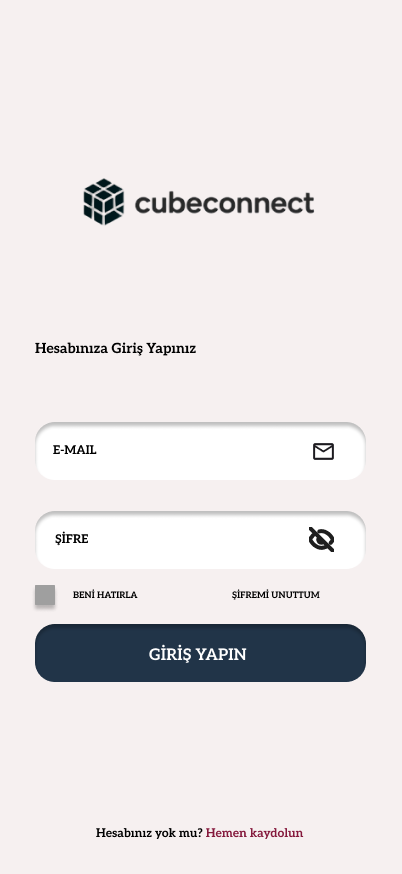 cubeconnect
Hesabınıza Giriş Yapınız
E-MAIL
ŞİFRE
BENİ HATIRLA
ŞİFREMİ UNUTTUM
GİRİŞ YAPIN
Hesabınız yok mu? Hemen kaydolun